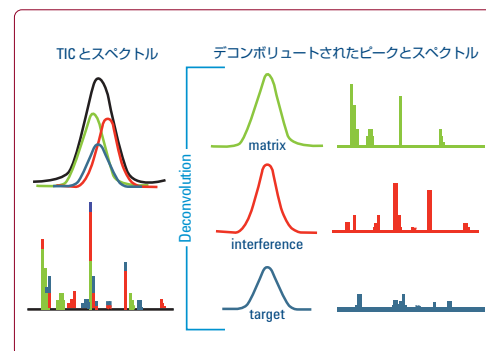 TIC とスペクトル
デコンボリュートされたピークとスペクトル
Deconvolution
matrix
interference
target